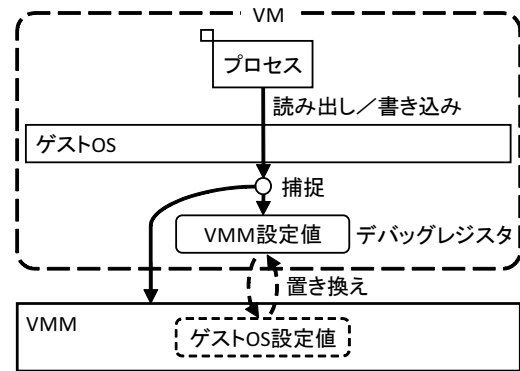 VM
プロセス
読み出し／書き込み
ゲストOS
捕捉
VMM設定値
デバッグレジスタ
置き換え
VMM
ゲストOS設定値